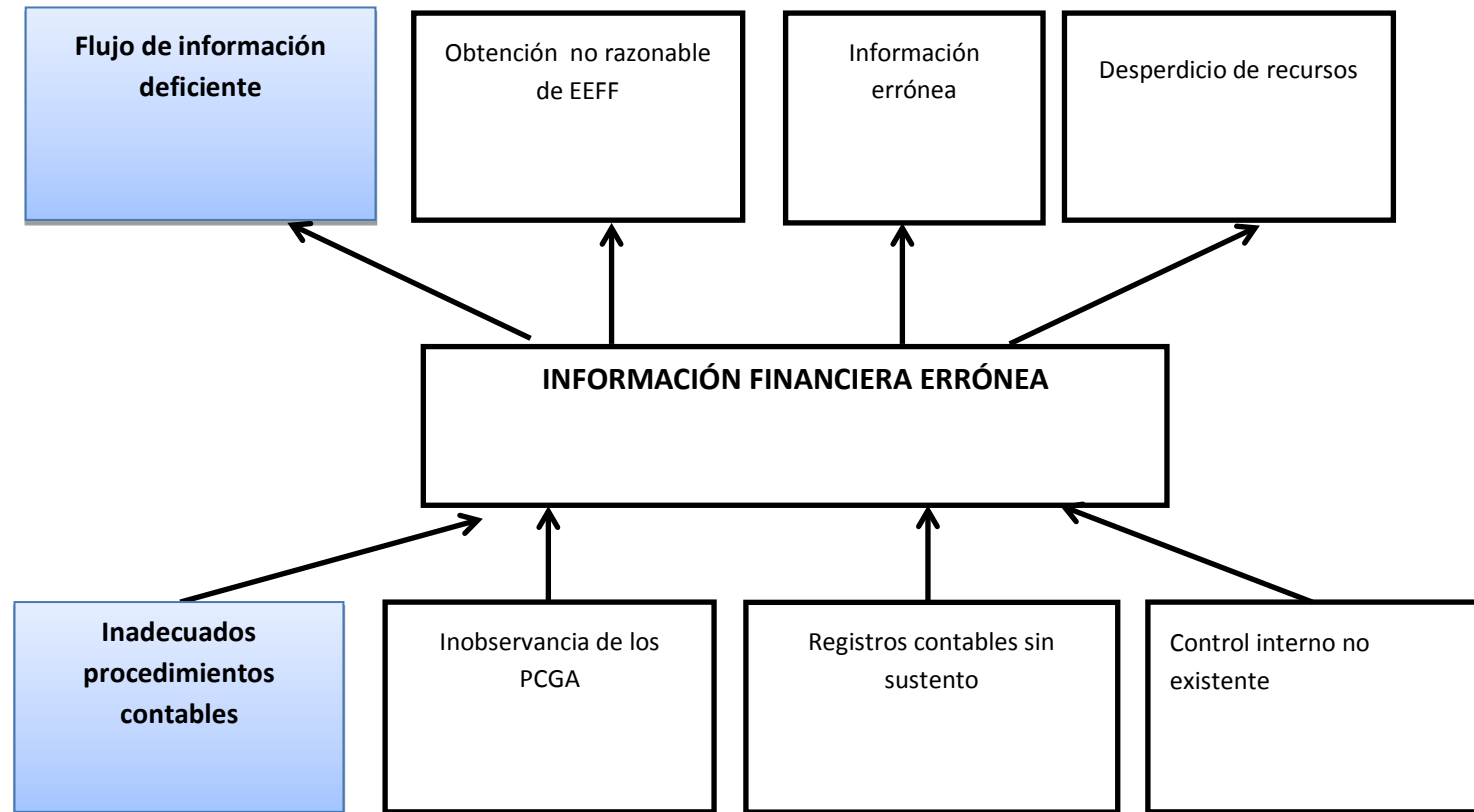 Flujo de información
deficiente
Obtención no razonable
de EEFF
Información
errónea
Desperdicio de recursos
INFORMACIÓN FINANCIERA ERRÓNEA
Inadecuados
procedimientos
contables
Inobservancia de los
PCGA
Registros contables sin
sustento
Control interno no
existente